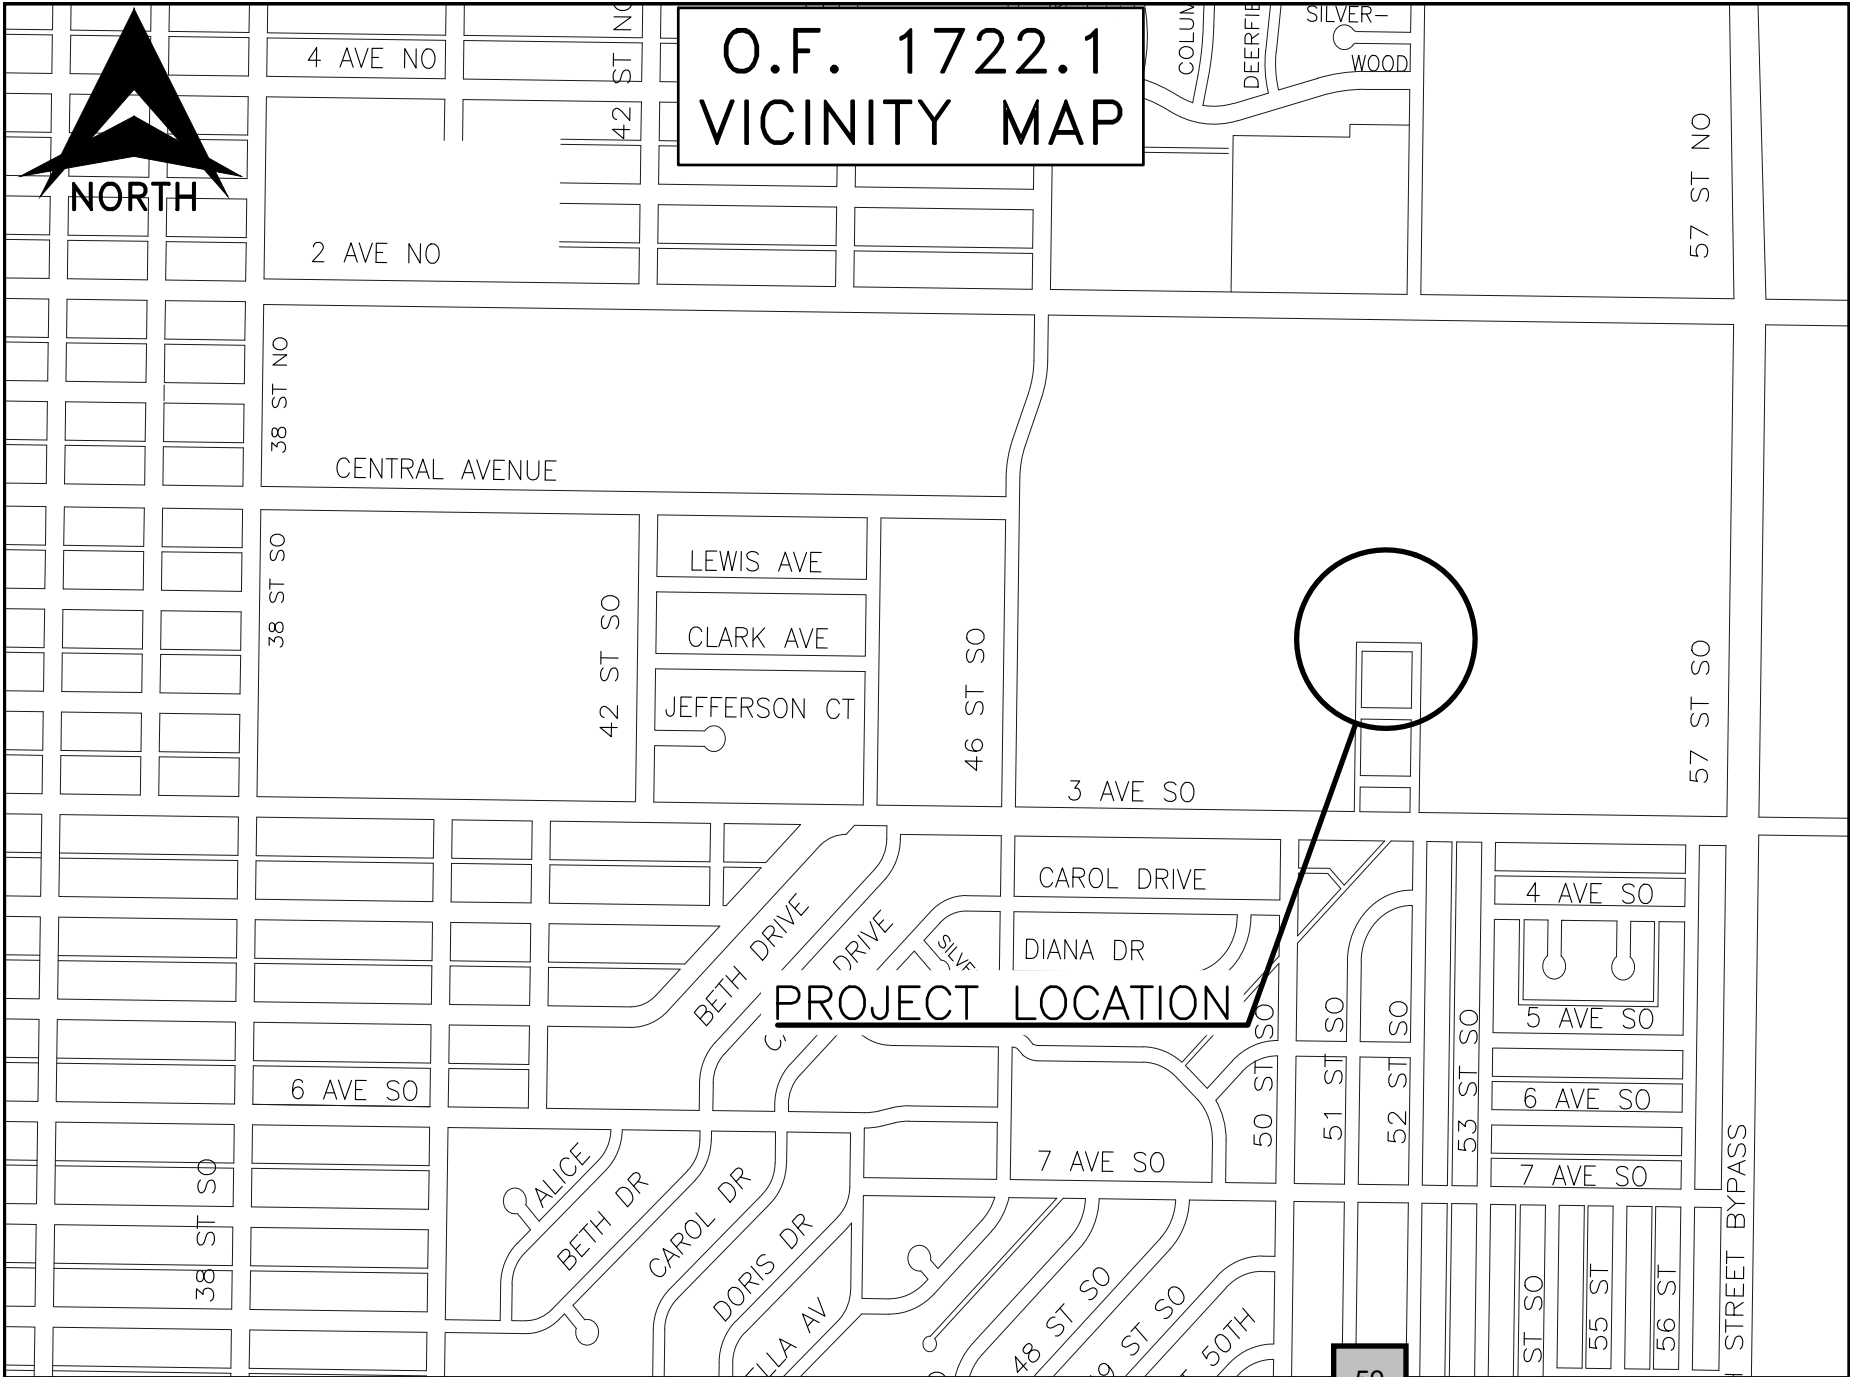 O.F. 1722.1
VICINITY MAP
NORTH
4 AVE NO
42 ST NO
SILVER-
WOOD
57 ST NO
2 AVE NO
38 ST NO
CENTRAL AVENUE
38 ST SO
LEWIS AVE
CLARK AVE
JEFFERSON CT
42 ST SO
46 ST SO
57 ST SO
3 AVE SO
CAROL DRIVE
DIANA DR
BETH DRIVE
DRIVE
PROJECT LOCATION
4 AVE SO
5 AVE SO
6 AVE SO
6 AVE SO
7 AVE SO
7 AVE SO
50 ST SO
51 ST SO
52 ST SO
53 ST SO
38 ST SO
ALICE
BETH DR
CAROL DR
DORIS DR
AV
48 ST SO
ST SO
50TH
ST SO
55 ST
56 ST
STREET BYPASS